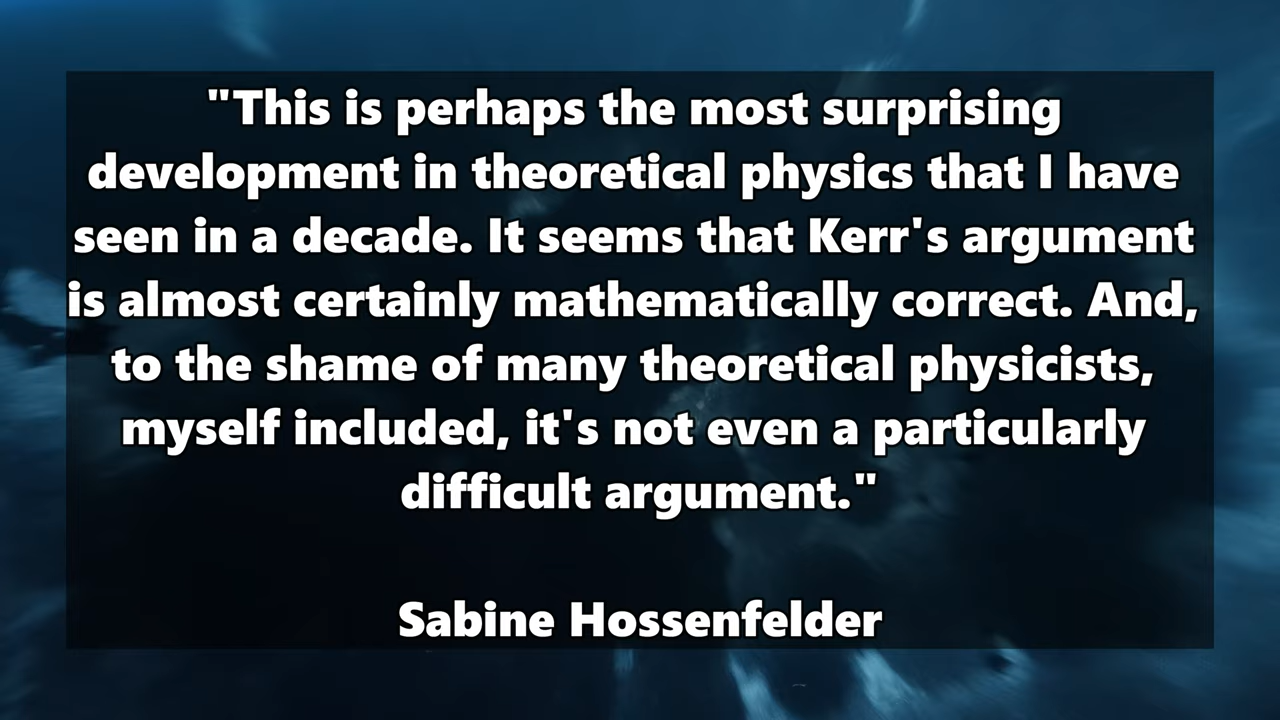 "This is perhaps the most surprising
development in theoretical physics that I have
seen in a decade. It seems that Kerr's argument
is almost certainly mathematically correct. And,
to the shame of many theoretical physicists,
myself included, it's not even a particularly
difficult argument."
Sabine Hossenfelder